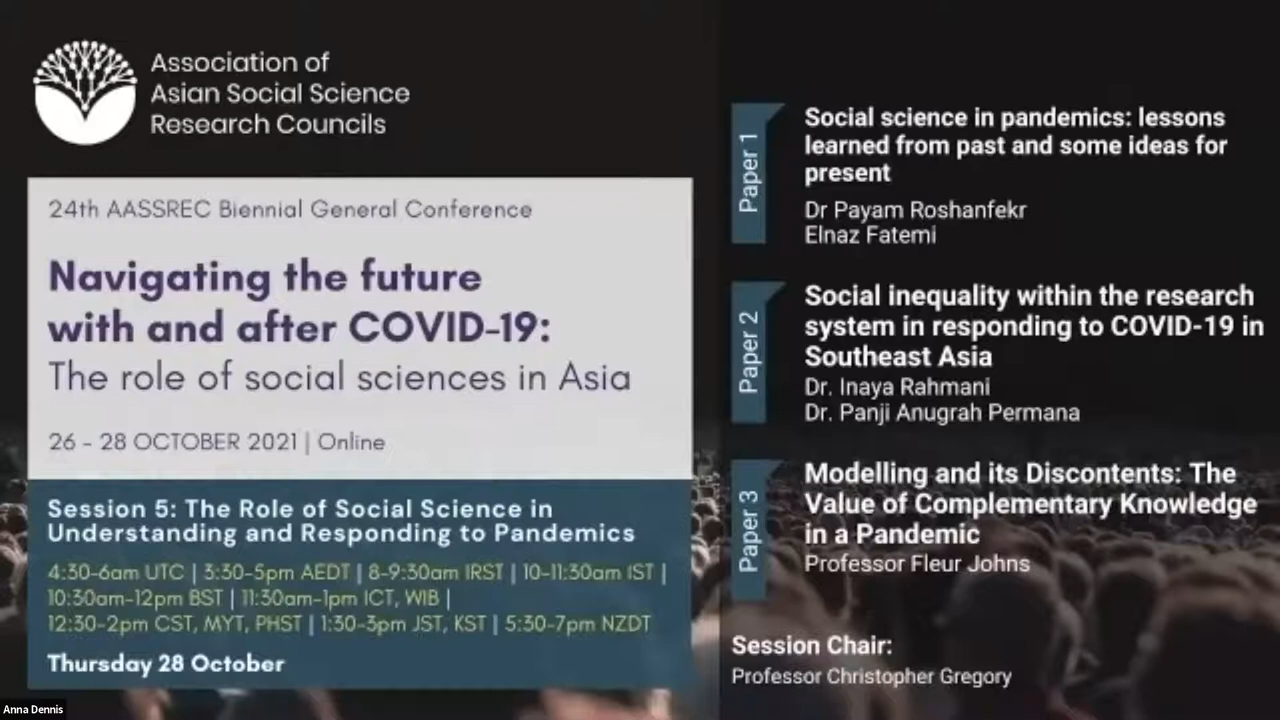 Association of
Asian Social Science
Research Councils
24th AASSREC Biennial General Conference
Navigating the future
with and after COVID-19:
The role of social sciences in Asia
26 - 28 OCTOBER 2021 | Online
Session 5: The Role of Social Science in
Understanding and Responding to Pandemics
4:30-6am UTC | 3:30-5pm AEDT | 8-9:30am IRST | 10-11:30am IST |
10:30am-12pm BST | 11:30am-1pm ICT, WIB |
12:30-2pm CST, MYT, PHST | 1:30-3pm JST, KST | 5:30-7pm NZDT
Thursday 28 October
Paper 1
Social science in pandemics: lessons
learned from past and some ideas for
present
Dr Payam Roshanfekr
Elnaz Fatemi
Paper 2
Social inequality within the research
system in responding to COVID-19 in
Southeast Asia
Dr. Inaya Rahmani
Dr. Panji Anugrah Permana
Paper 3
Modelling and its Discontents: The
Value of Complementary Knowledge
in a Pandemic
Professor Fleur Johns
Session Chair:
Professor Christopher Gregory
Anna Dennis